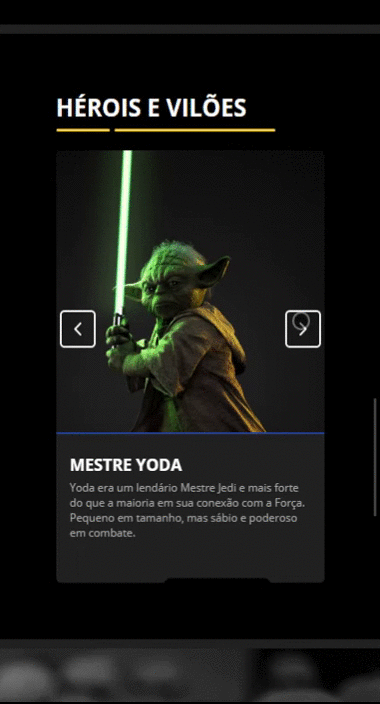 HÉROIS E VILÕES
MESTRE YODA
Yoda era um lendário Mestre Jedi e mais forte
do que a maioria em sua conexão com a Força.
Pequeno em tamanho, mas sábio e poderoso
em combate.